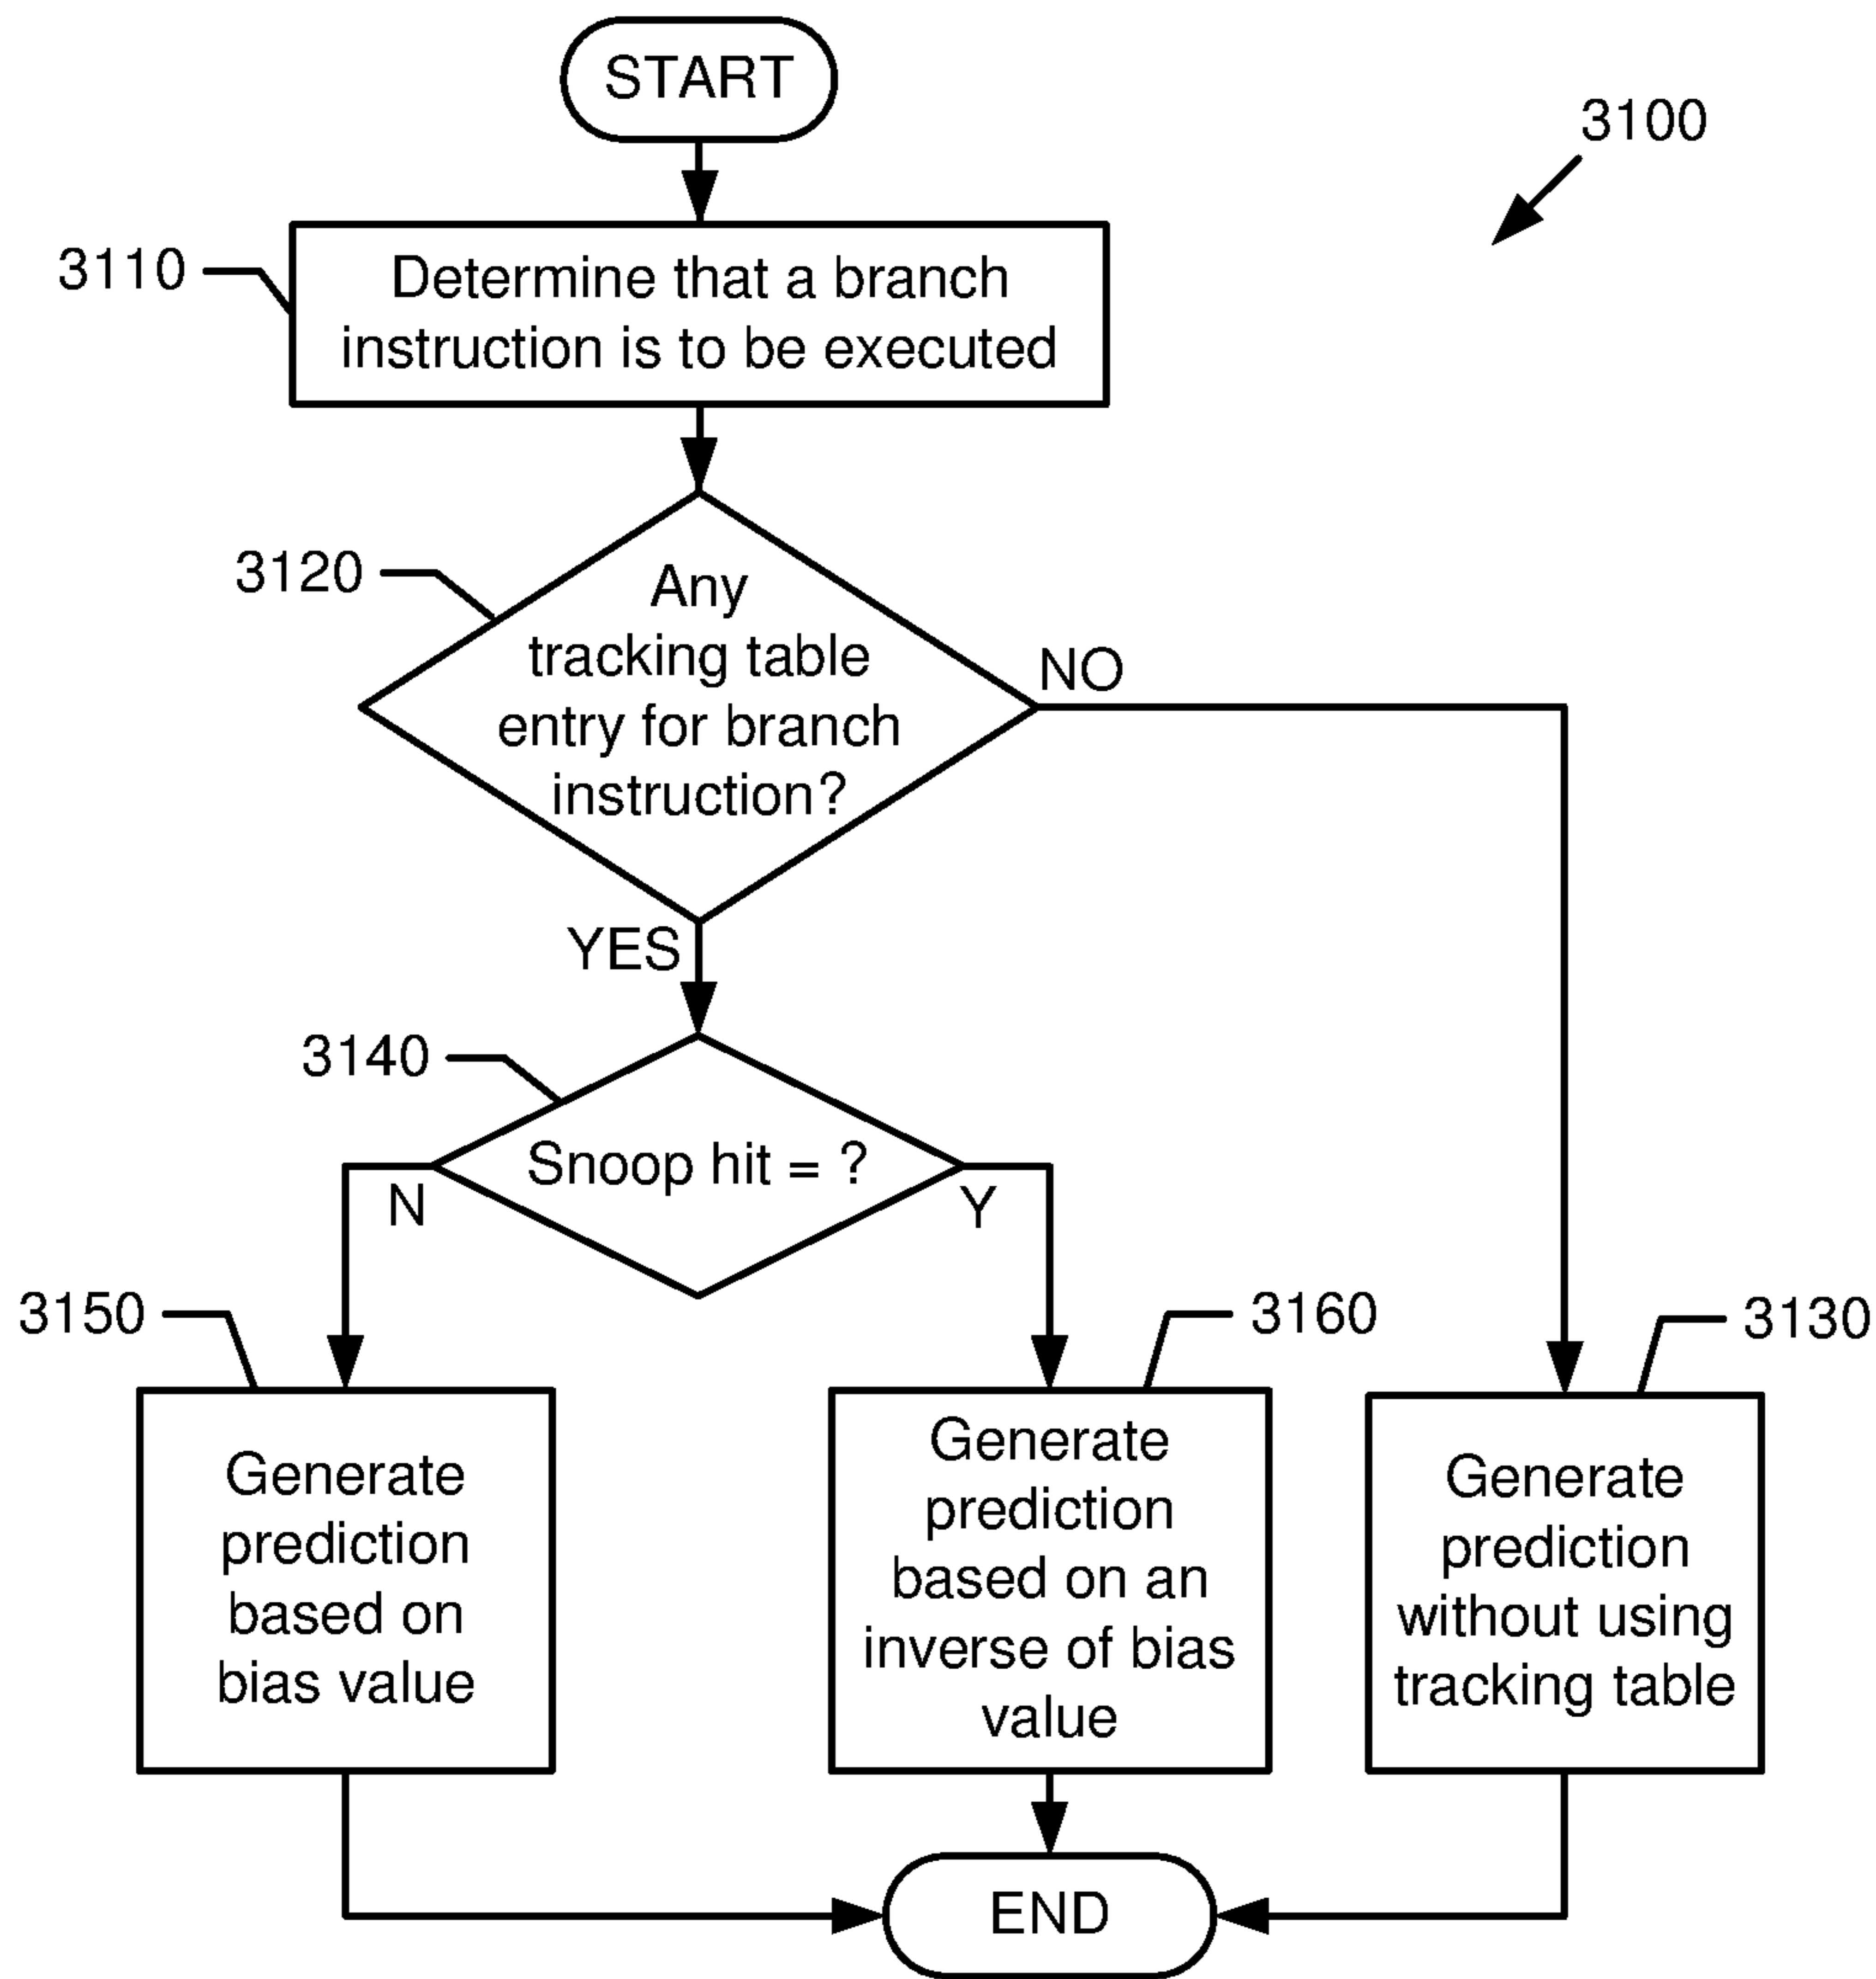 START
3100
3110
Determine that a branch
instruction is to be executed
3120
Any
tracking table
entry for branch
instruction?
NO
YES
3140
Snoop hit = ?
N
Y
3150
3160
3130
Generate
prediction
based on
bias value
Generate
prediction
based on an
inverse of bias
value
Generate
prediction
without using
tracking table
END